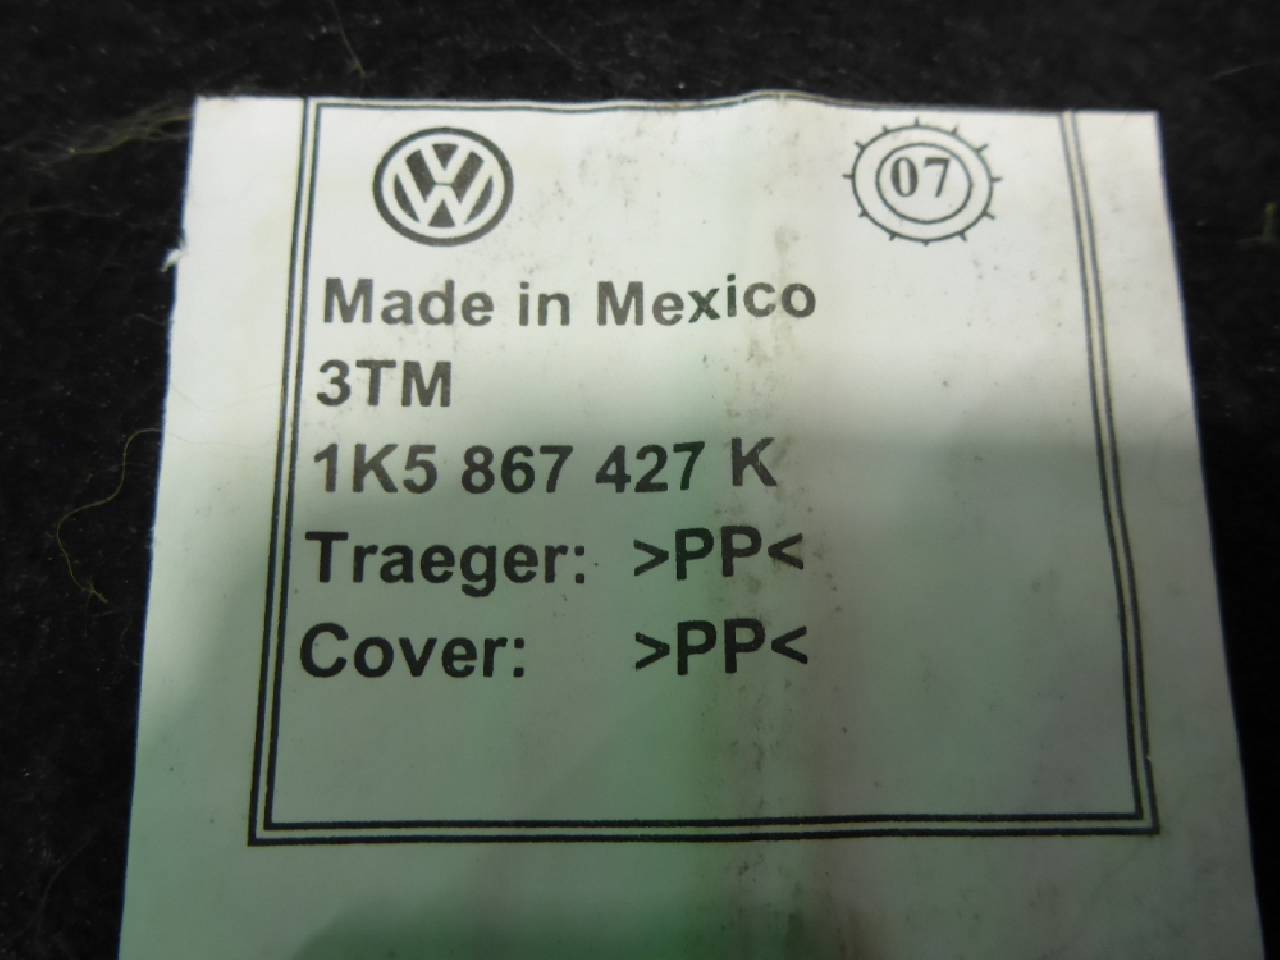 07
Made in Mexico
3TM
1K5 867 427 K
Traeger: >PP<
Cover: >PP<